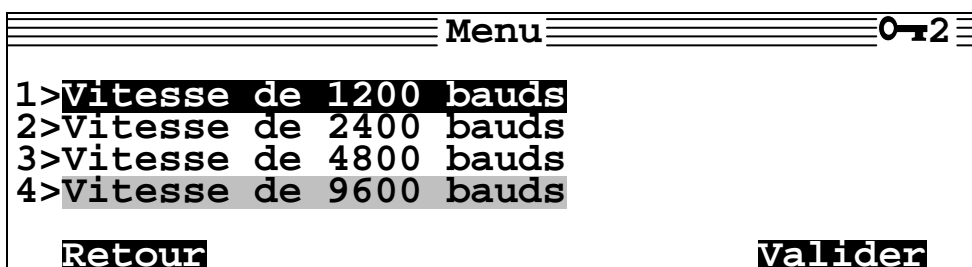 Menu 2
1>Vitesse de 1200 bauds
2>Vitesse de 2400 bauds
3>Vitesse de 4800 bauds
4>Vitesse de 9600 bauds
Retour Valider